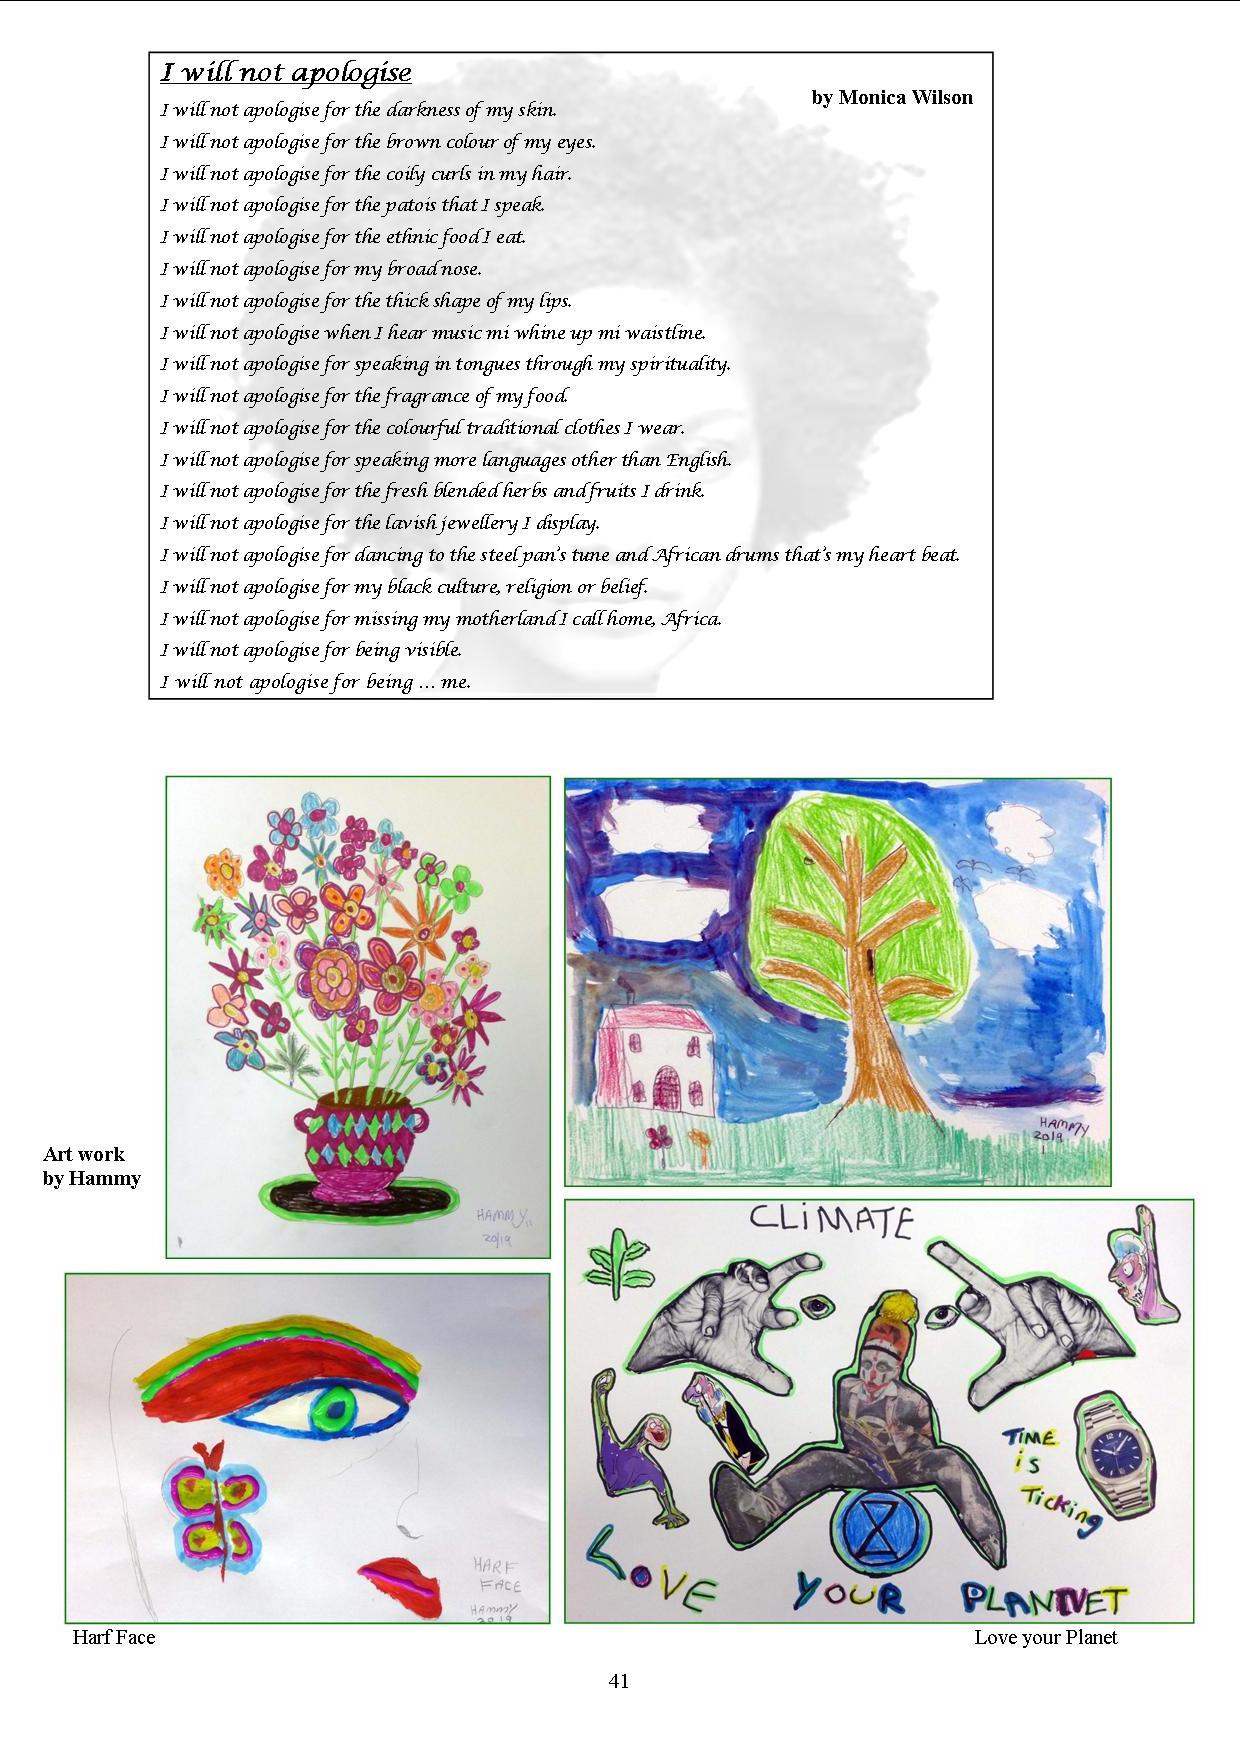 I will not apologise
by Monica Wilson
I will not apologise for the darkness of my skin.
I will not apologise for the brown colour of my eyes.
I will not apologise for the coily curls in my hair.
I will not apologise for the patois that I speak.
I will not apologise for the ethnic food I eat.
I will not apologise for my broad nose.
I will not apologise for the thick shape of my lips.
I will not apologise when I hear music mi whine up mi waistline.
I will not apologise for speaking in tongues through my spirituality.
I will not apologise for the fragrance of my food.
I will not apologise for the colourful traditional clothes I wear.
I will not apologise for speaking more languages other than English.
I will not apologise for the fresh blended herbs and fruits I drink.
I will not apologise for the lavish jewellery I display.
I will not apologise for dancing to the steel pan's tune and African drums that's my heart beat.
I will not apologise for my black culture, religion or belief.
I will not apologise for missing my motherland I call home, Africa.
I will not apologise for being visible.
I will not apologise for being ... me.
Art work
by Hammy
HAMMY
20/19
HAMMY
2019
HARF
FACE
HAMMY
2019
CLiMATE
TiME
is
Ticking
LOVE YOUR PLANTNET
Harf Face
Love your Planet
41